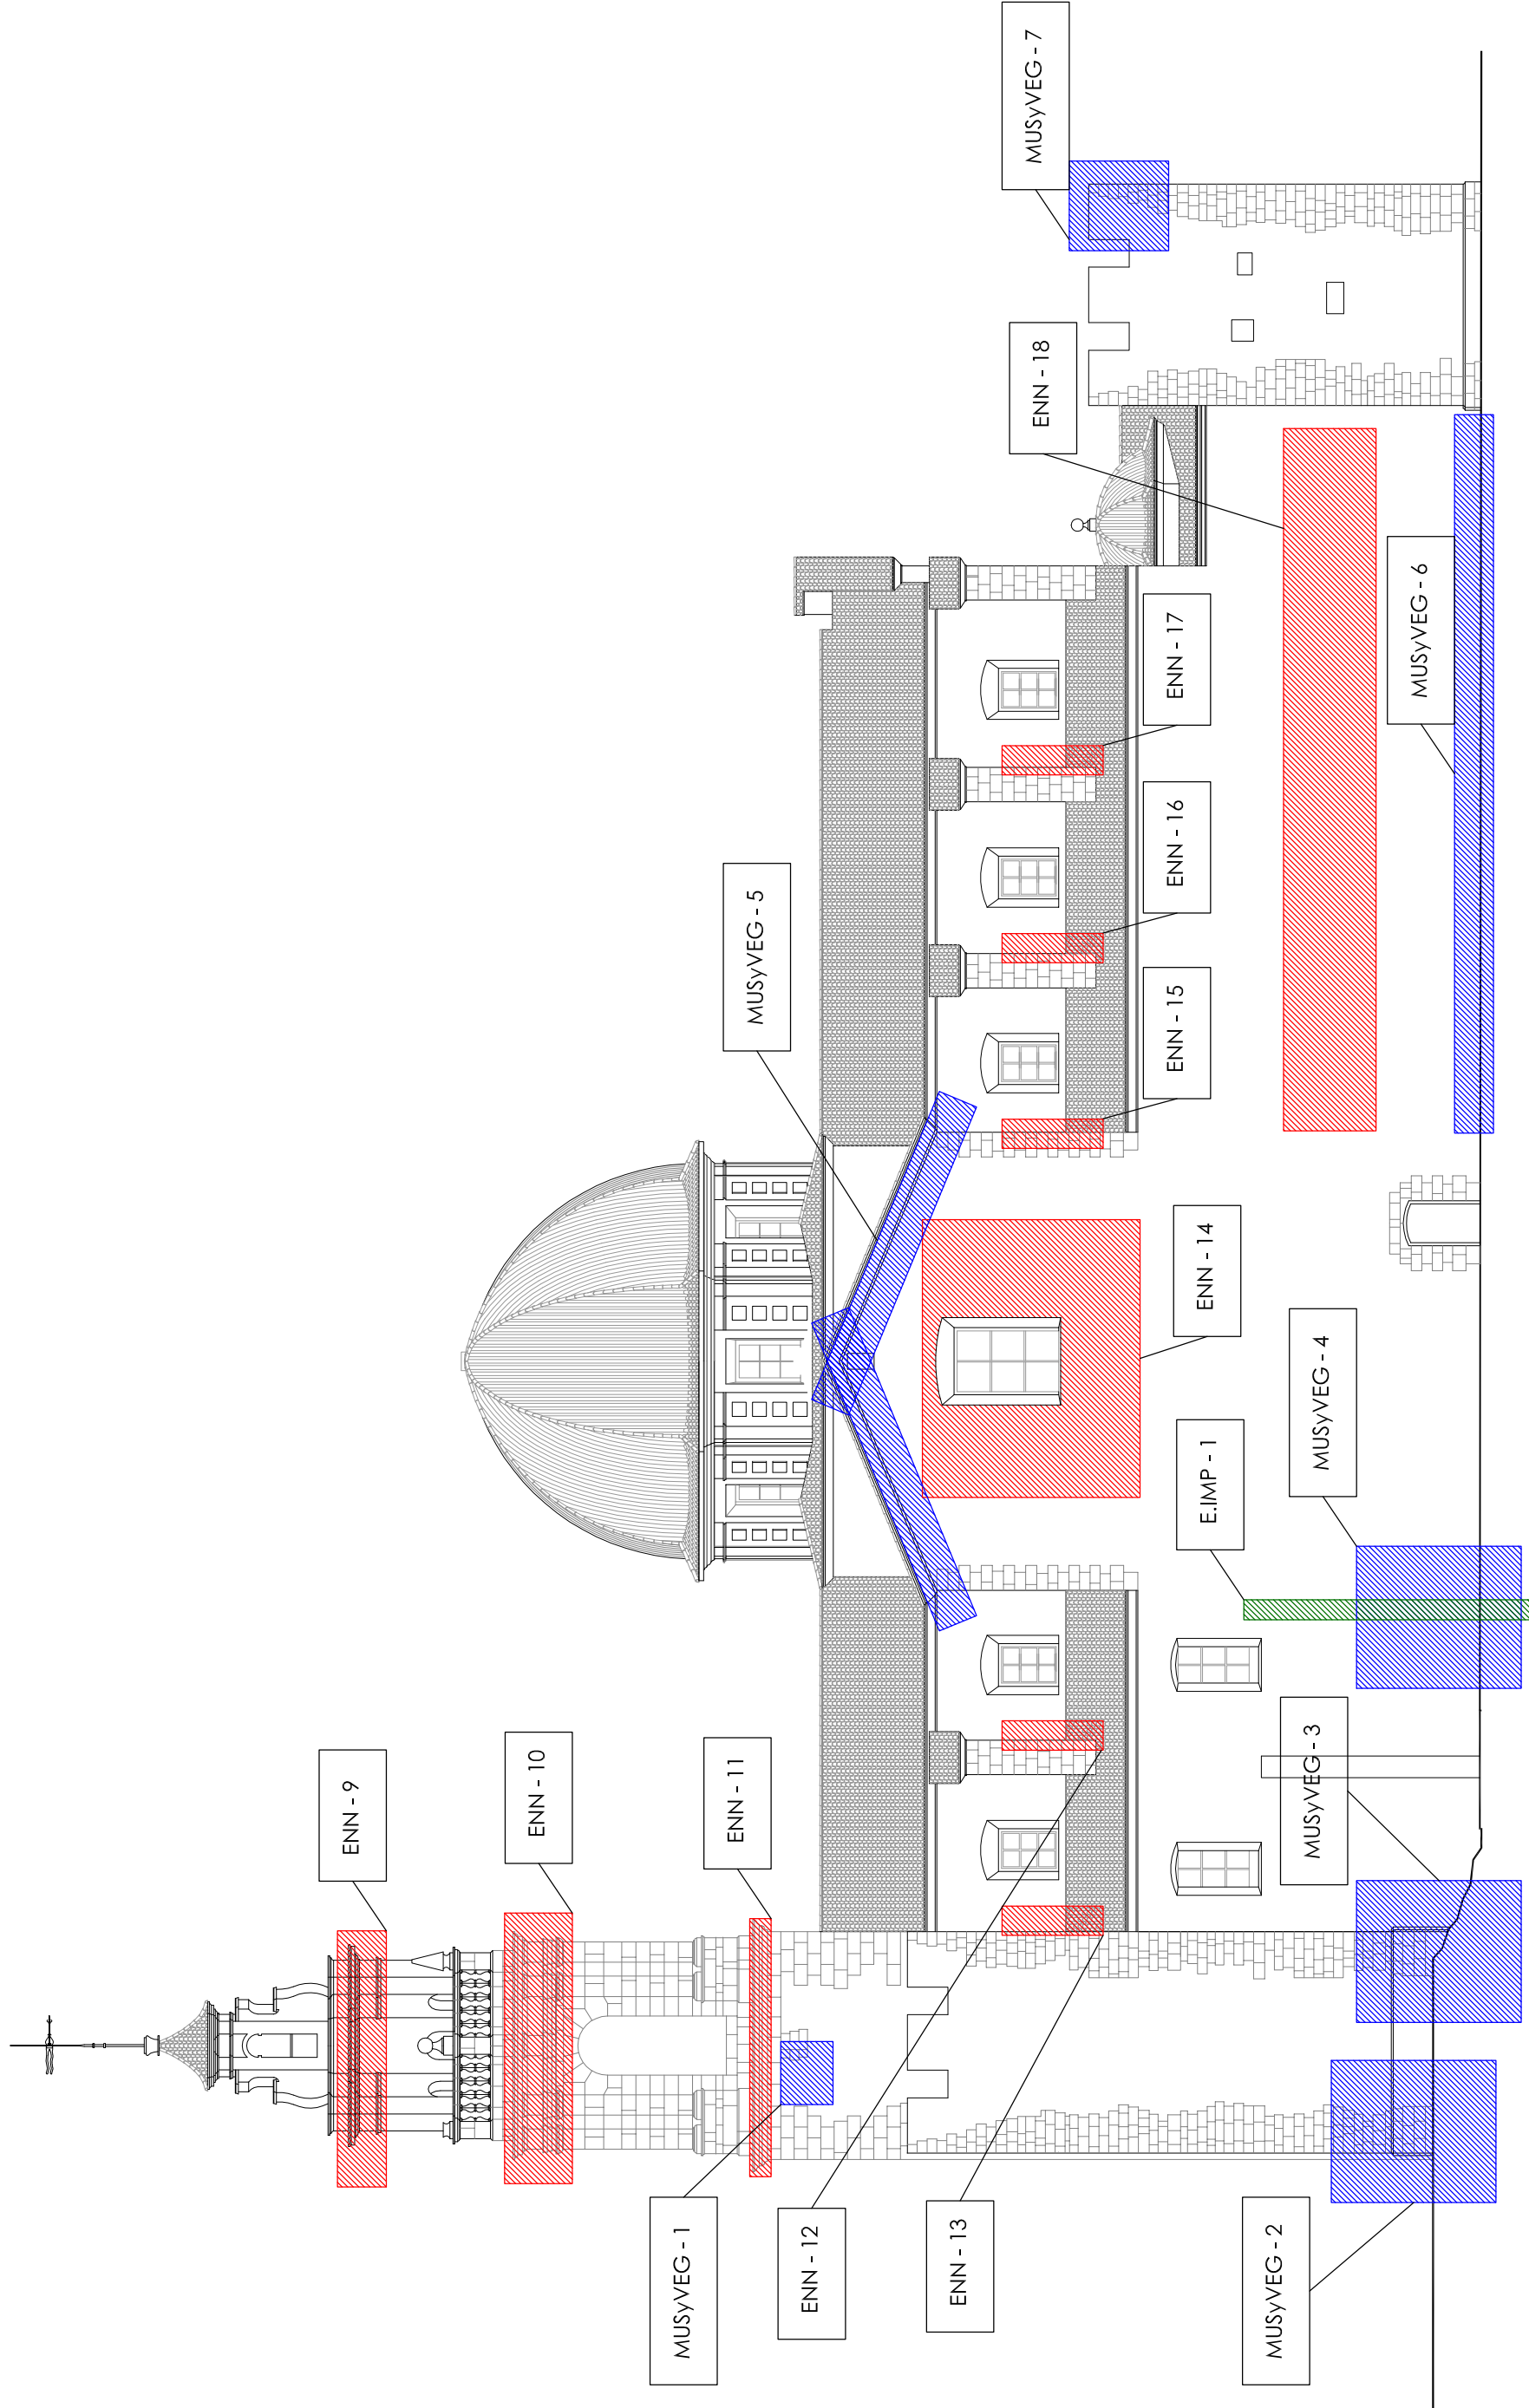 ENN - 9
ENN - 10
ENN - 11
MUSyVEG - 1
ENN - 12
ENN - 13
MUSyVEG - 2
MUSyVEG - 3
MUSyVEG - 4
E.IMP - 1
ENN - 14
MUSyVEG - 5
ENN - 15
ENN - 16
ENN - 17
MUSyVEG - 6
ENN - 18
MUSyVEG - 7